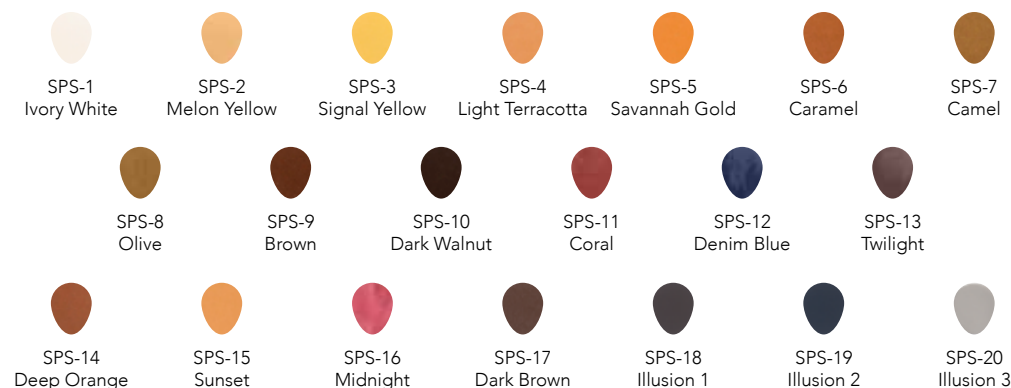 SPS-1
Ivory White
SPS-2
Melon Yellow
SPS-3
Signal Yellow
SPS-4
Light Terracotta
SPS-5
Savannah Gold
SPS-6
Caramel
SPS-7
Camel
SPS-8
Olive
SPS-9
Brown
SPS-10
Dark Walnut
SPS-11
Coral
SPS-12
Denim Blue
SPS-13
Twilight
SPS-14
Deep Orange
SPS-15
Sunset
SPS-16
Midnight
SPS-17
Dark Brown
SPS-18
Illusion 1
SPS-19
Illusion 2
SPS-20
Illusion 3